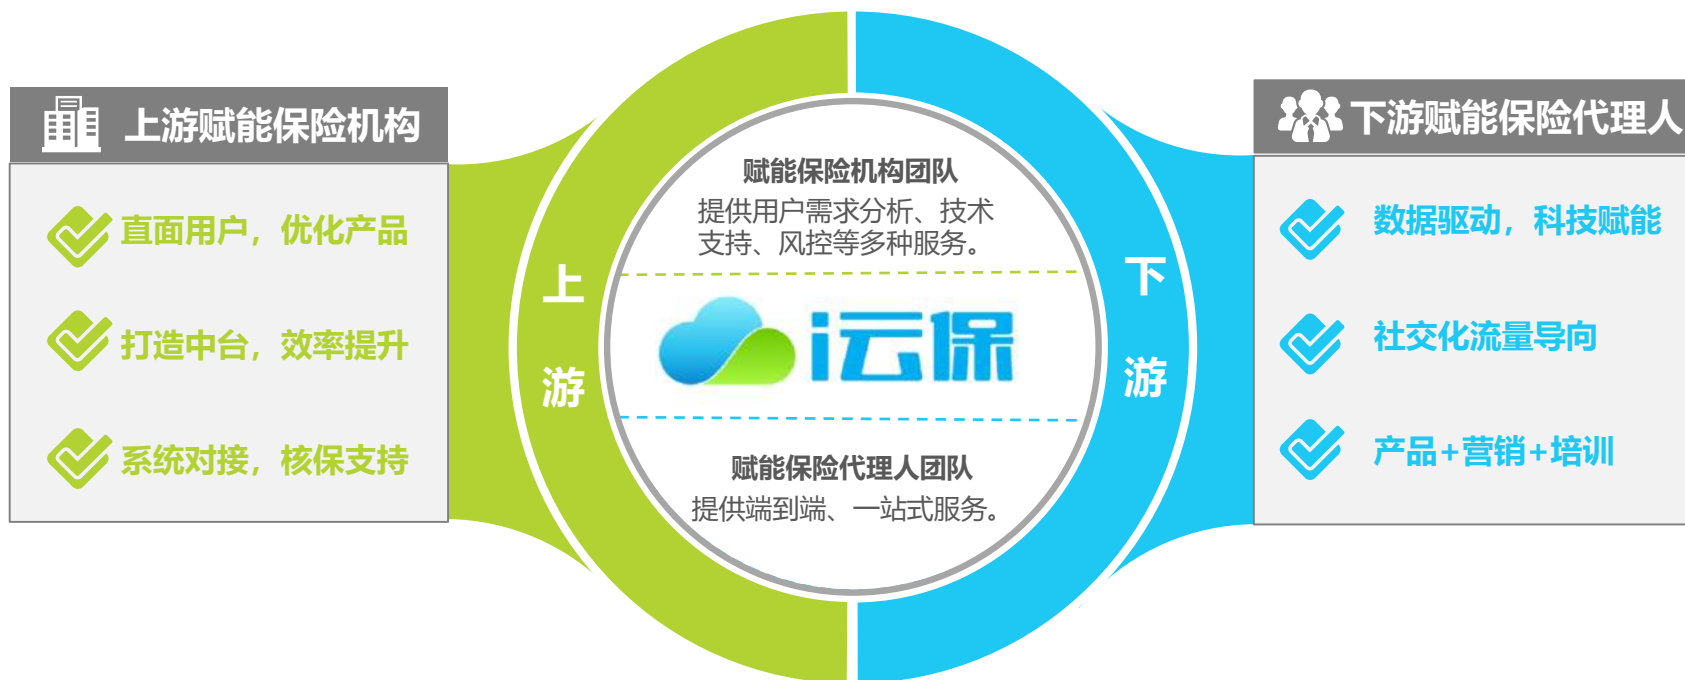 上游赋能保险机构
直面用户，优化产品
打造中台，效率提升
系统对接，核保支持
上
游
赋能保险机构团队
提供用户需求分析、技术
支持、风控等多种服务。
i云保
赋能保险代理人团队
提供端到端、一站式服务。
下
游
下游赋能保险代理人
数据驱动，科技赋能
社交化流量导向
产品+营销+培训